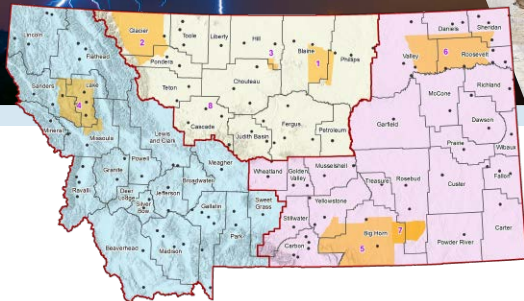 Lincoln
Flathead
Glacier
2
Toole
Liberty
Hill
3
Blaine
1
Phillips
Valley
Daniels
Sheridan
6
Roosevelt
Pondera
Sanders
Lake
4
Teton
Chouteau
McCone
Richland
Mineral
Missoula
Lewis
and Clark
8
Cascade
Judith Basin
Fergus
Petroleum
Garfield
Dawson
Prairie
Wibaux
Powell
Granite
Meagher
Broadwater
Jefferson
Ravalli
Deer
Lodge
Silver
Bow
Wheatland
Golden
Valley
Musselshell
Treasure
Rosebud
Custer
Fallon
Gallatin
Sweet
Grass
Stillwater
Yellowstone
Park
Carbon
Big Horn
5
7
Powder River
Carter
Beaverhead
Madison